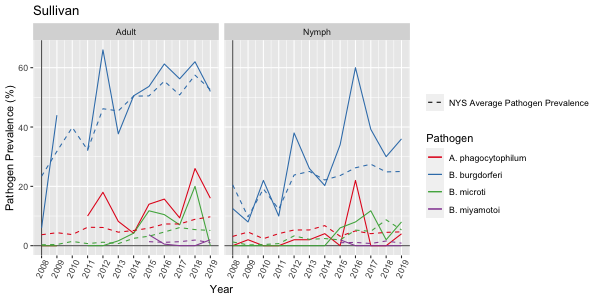 Sullivan
Adult
Nymph
Pathogen Prevalence (%)
60
40
20
0
2008 2009 2010 2011 2012 2013 2014 2015 2016 2017 2018 2019
2008 2009 2010 2011 2012 2013 2014 2015 2016 2017 2018 2019
Year
NYS Average Pathogen Prevalence
Pathogen
A. phagocytophilum
B. burgdorferi
B. microti
B. miyamotoi